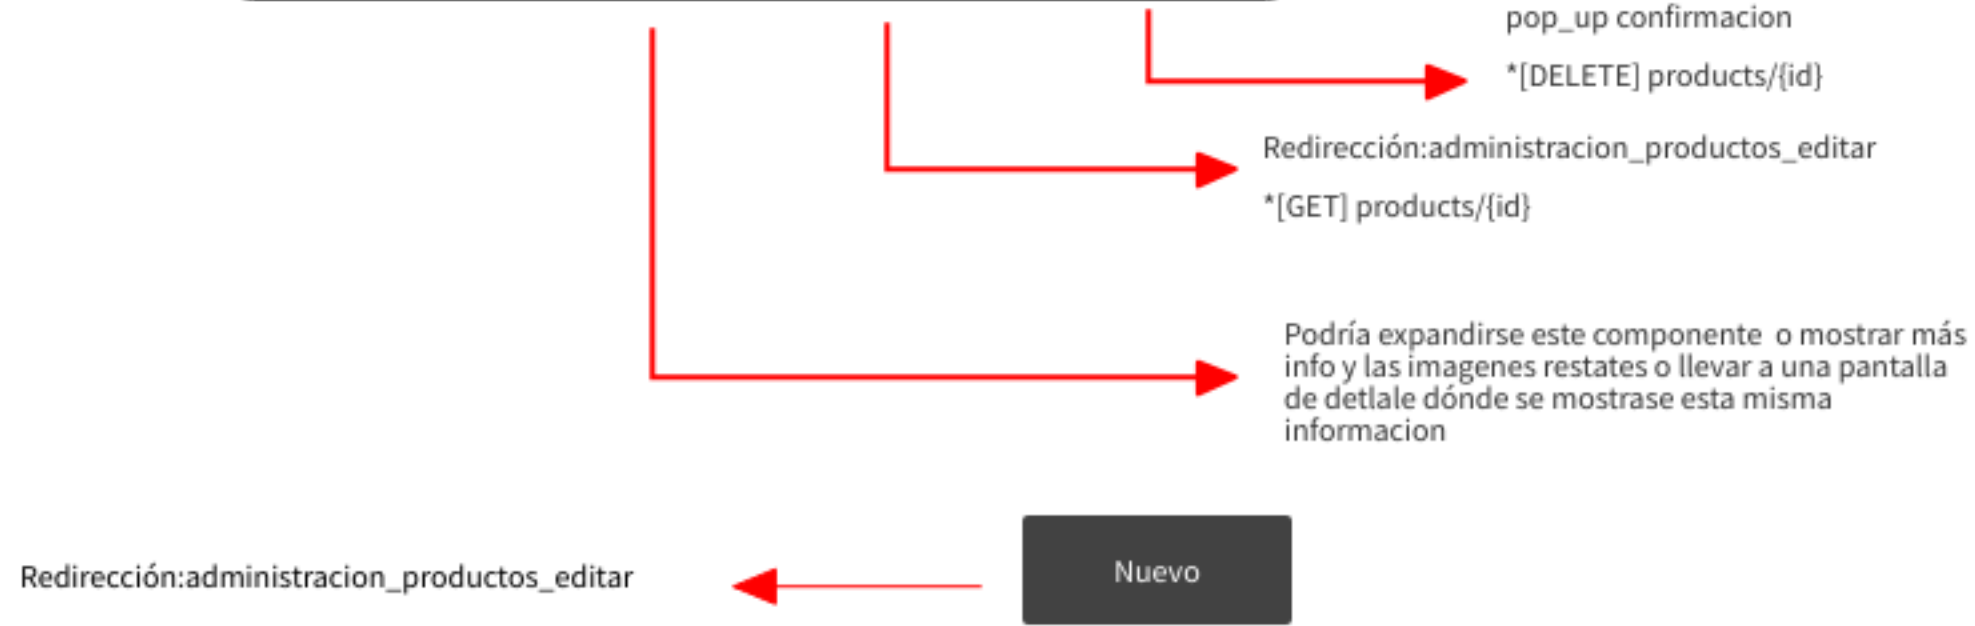 pop_up confirmacion
*[DELETE] products/{id}
Redirección:administracion_productos_editar
*[GET] products/{id}
Podría expandirse este componente  o mostrar más
info y las imagenes restates o llevar a una pantalla
de detlale dónde se mostrase esta misma
informacion
Nuevo
Redirección:administracion_productos_editar